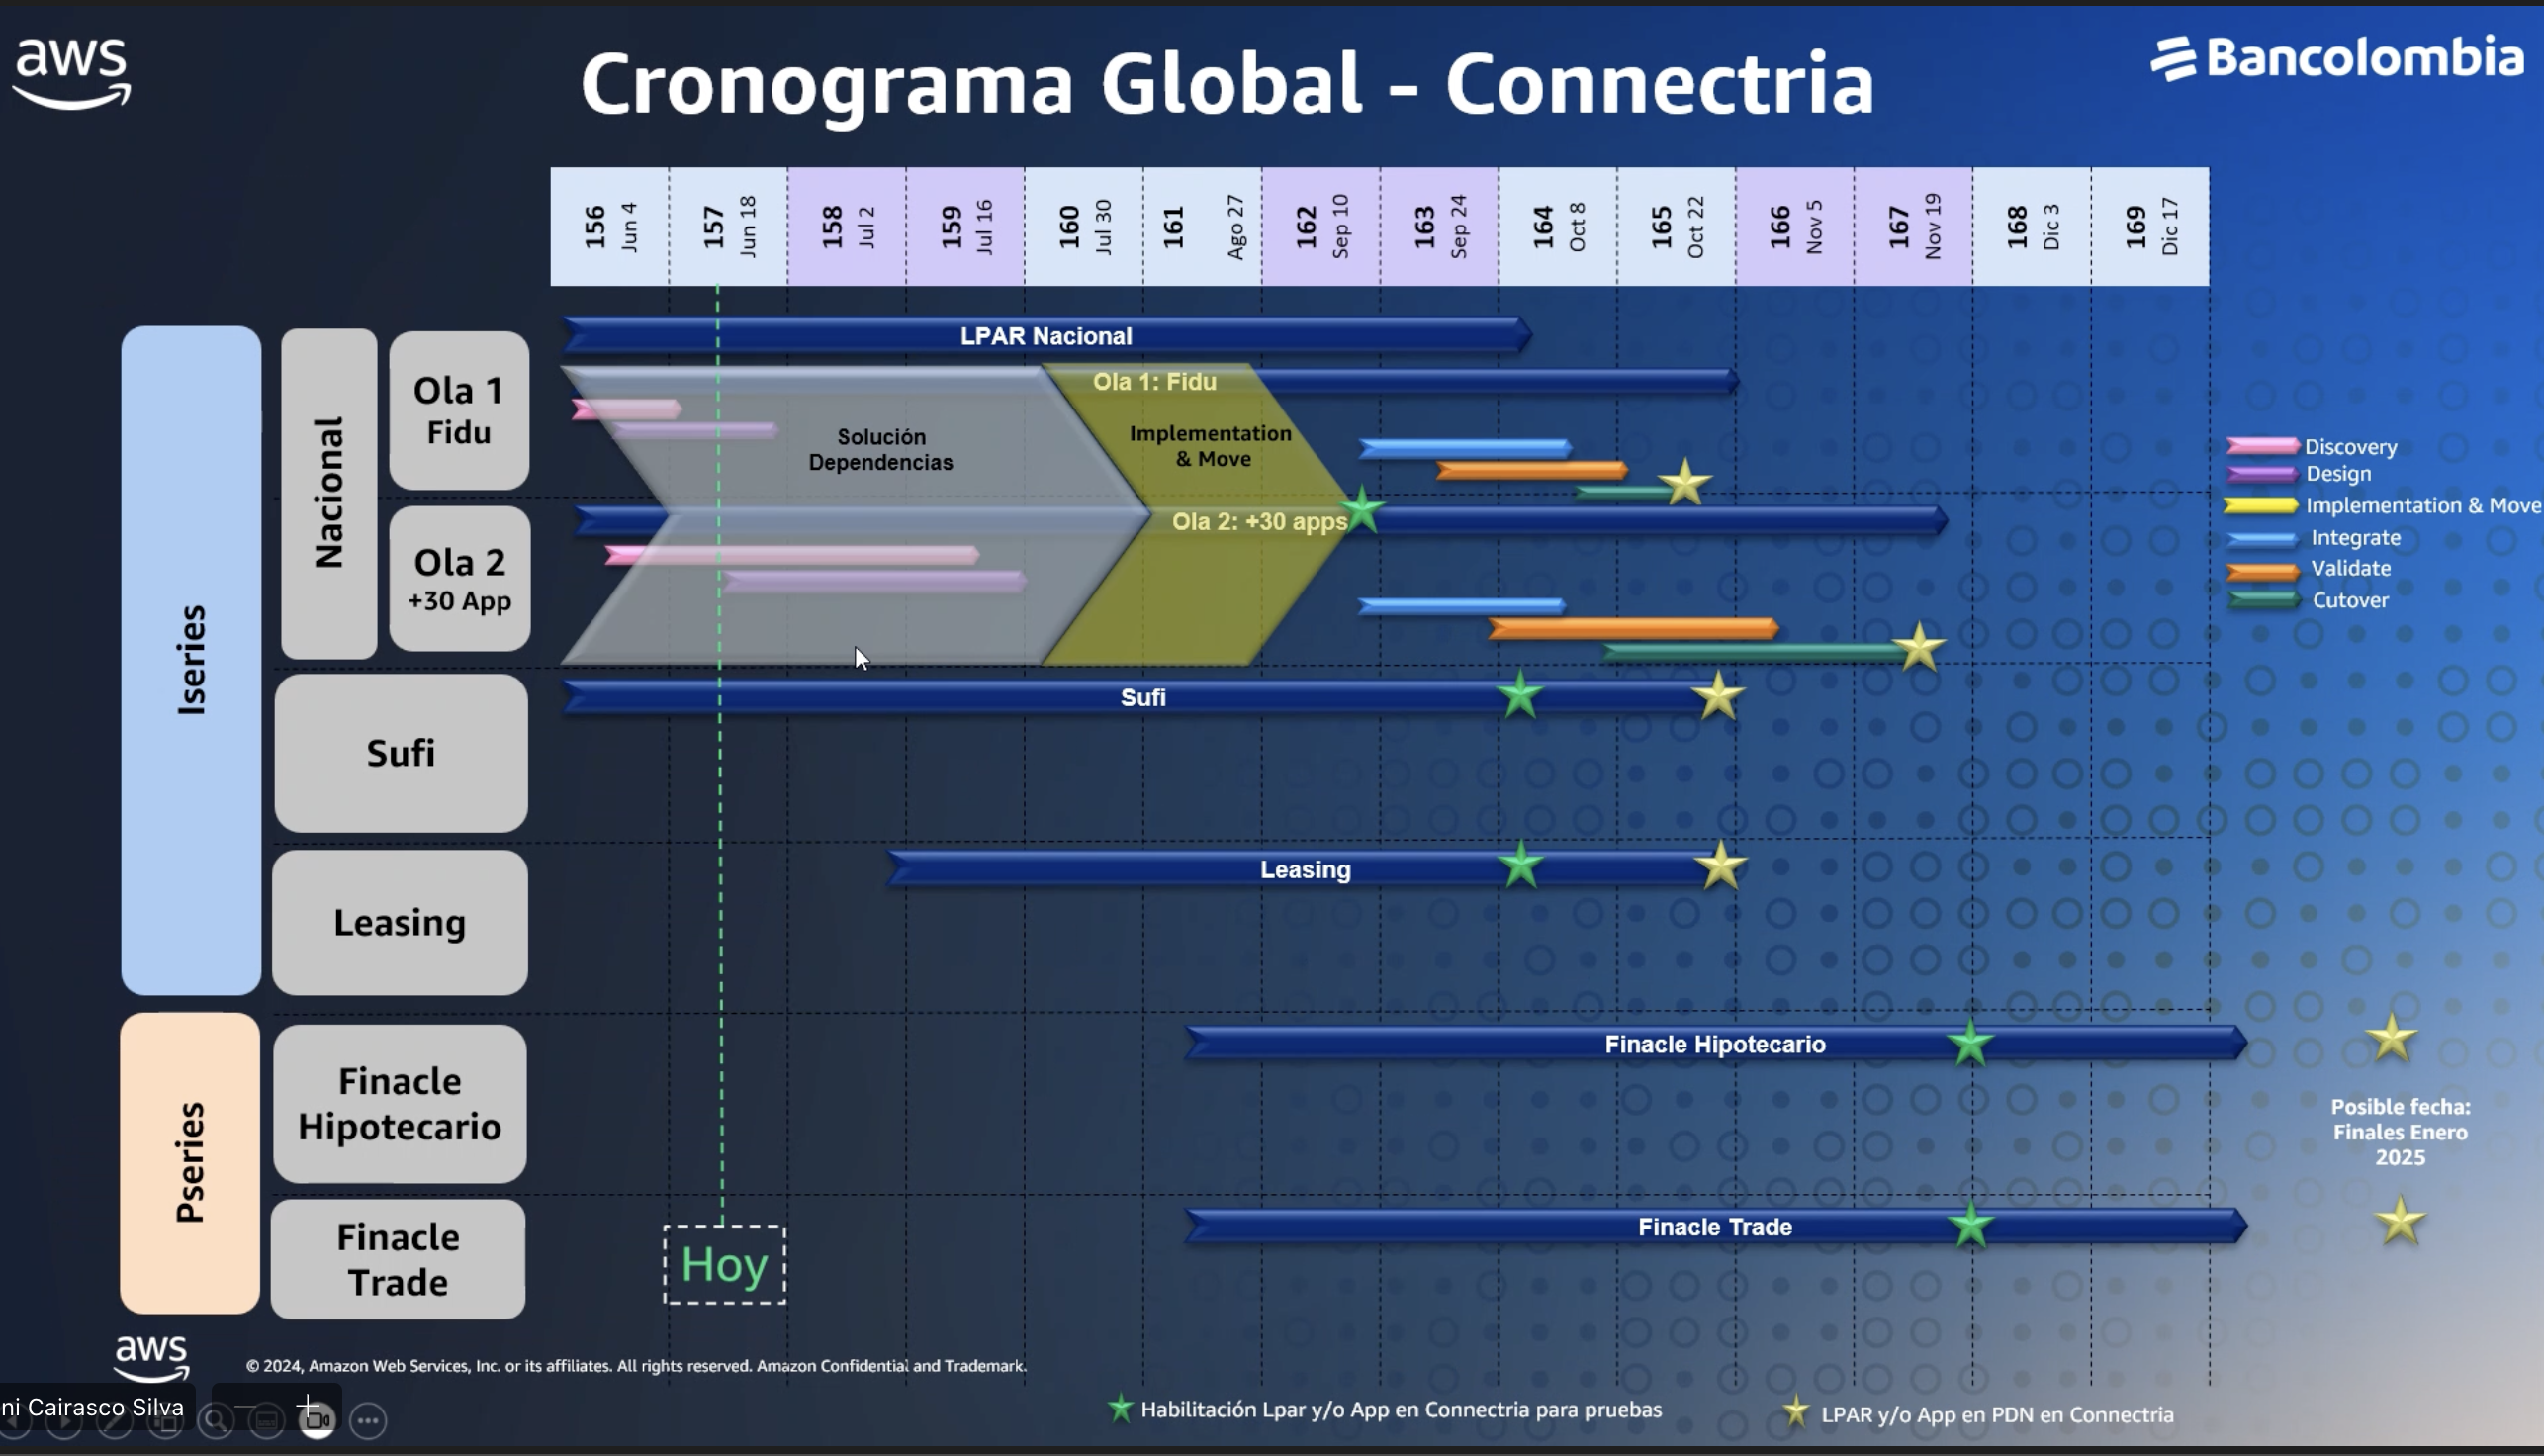 aws
Cronograma Global - Connectria
Bancolombia
156
Jun 4
157
Jun 18
158
Jul 2
159
Jul 16
160
Jul 30
161
Ago 27
162
Sep 10
163
Sep 24
164
Oct 8
165
Oct 22
166
Nov 5
167
Nov 19
168
Dic 3
169
Dic 17
Iseries
Nacional
Ola 1
Fidu
LPAR Nacional
Ola 1: Fidu
Solución
Dependencias
Implementation
& Move
Ola 2
+30 App
Ola 2: +30 apps
Discovery
Design
Implementation & Move
Integrate
Validate
Cutover
Sufi
Sufi
Leasing
Leasing
Pseries
Finacle
Hipotecario
Finacle Hipotecario
Posible fecha:
Finales Enero
2025
Finacle
Trade
Finacle Trade
Hoy
aws
© 2024, Amazon Web Services, Inc. or its affiliates. All rights reserved. Amazon Confidential and Trademark.
ni Cairasco Silva
Habilitación Lpar y/o App en Connectria para pruebas
LPAR y/o App en PDN en Connectria